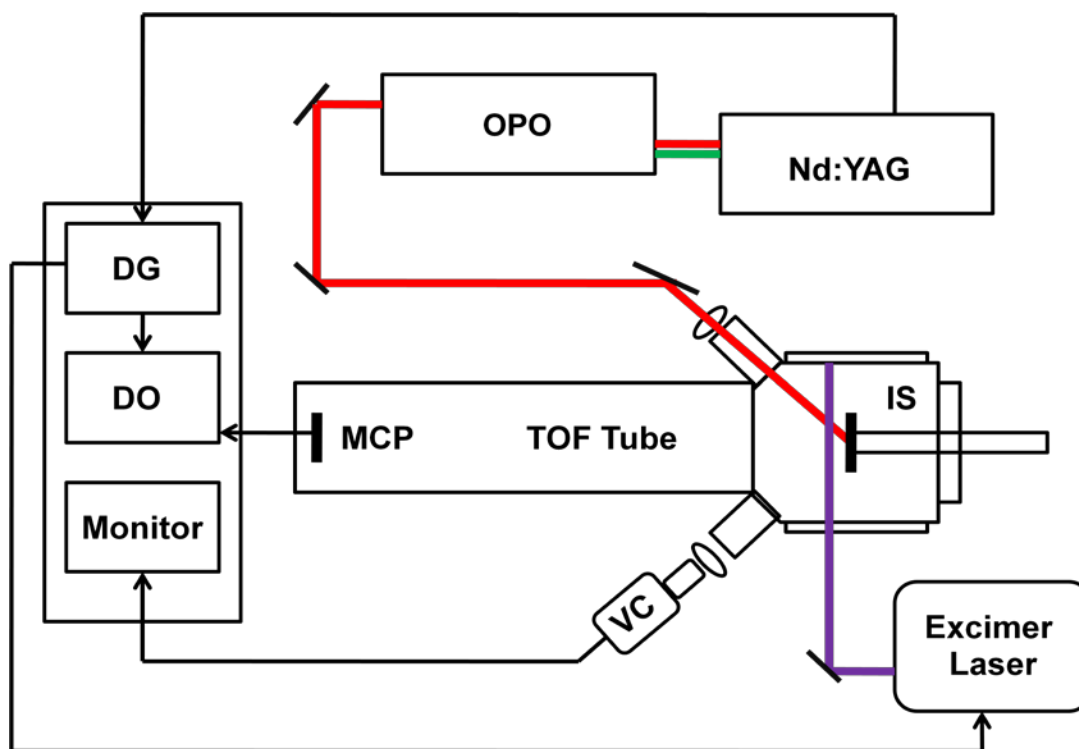 OPO
Nd:YAG
DG
DO
MCP
TOF Tube
IS
Monitor
VC
Excimer
Laser